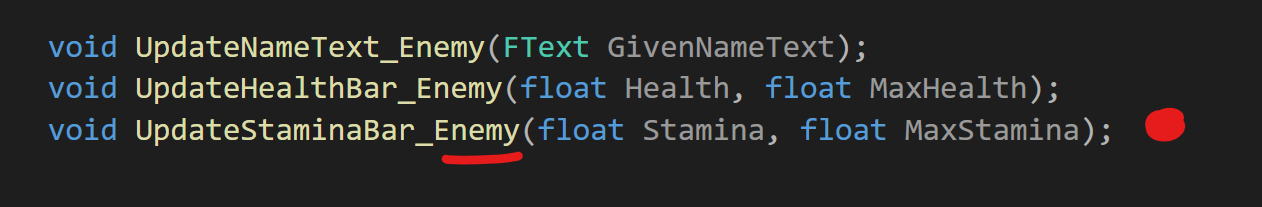 void UpdateNameText_Enemy(FText GivenNameText);
void UpdateHealthBar_Enemy(float Health, float MaxHealth);
void UpdateStaminaBar_Enemy(float Stamina, float MaxStamina);